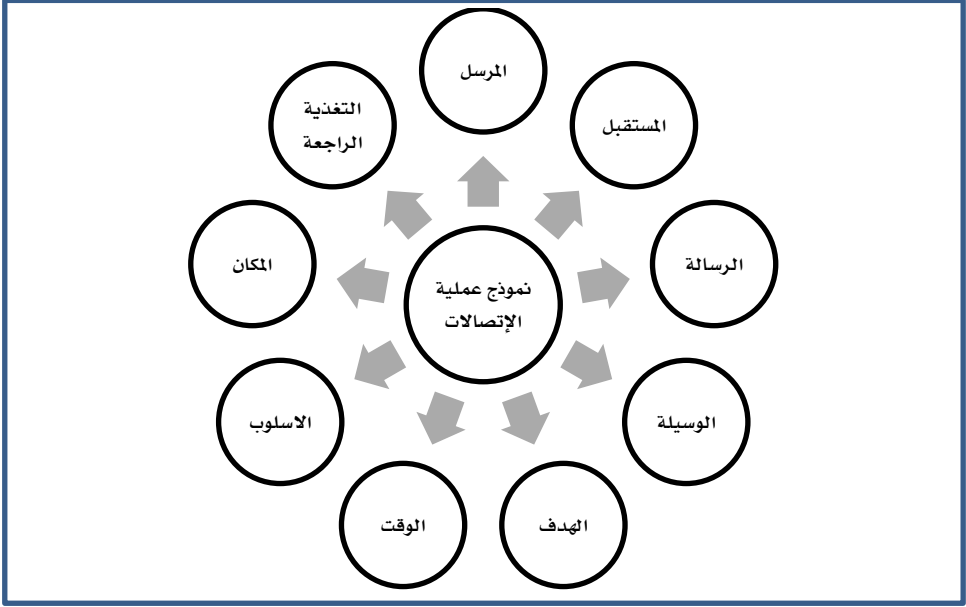 المرسل
المستقبل
الرسالة
الوسيلة
الهدف
الوقت
الاسلوب
المكان
التغذية
الراجعة
نموذج عملية
الإتصالات